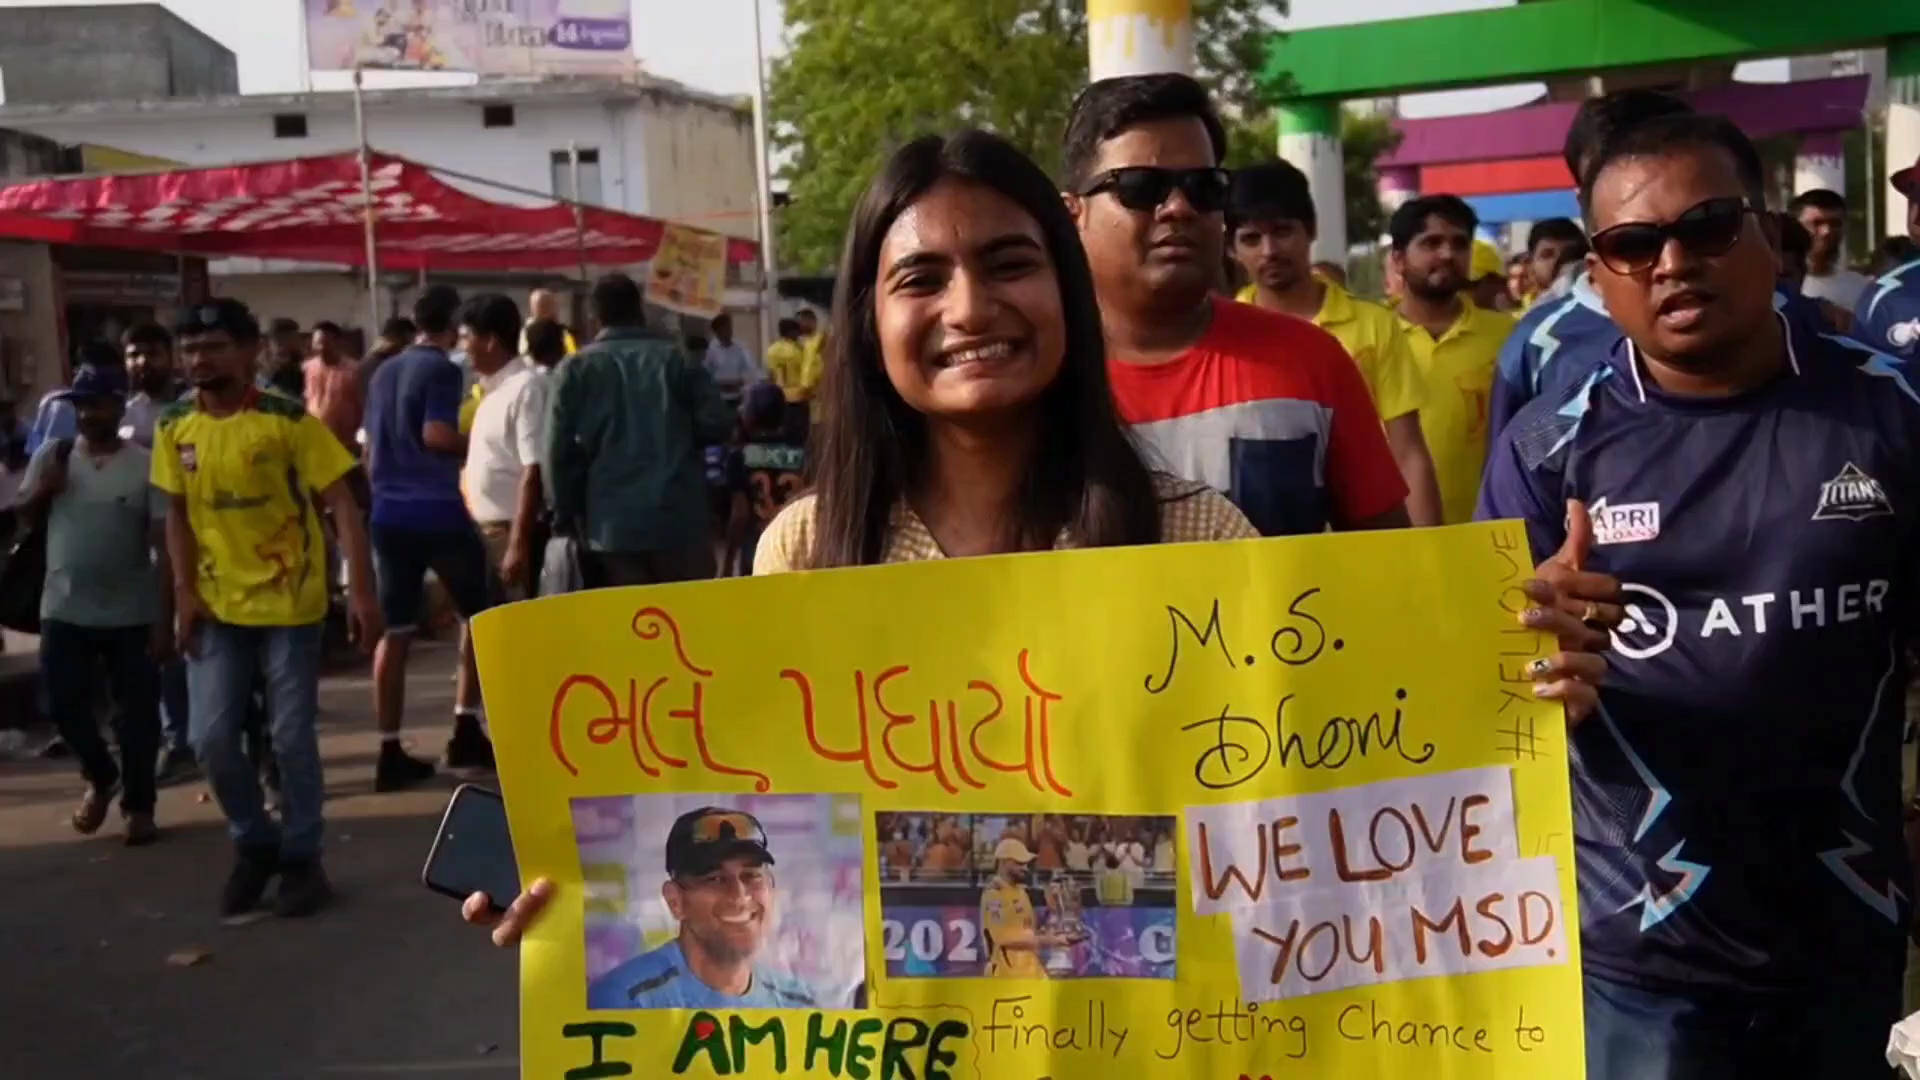 ભલે પધાર્યા
M.S.
Dhoni
#YELLOVE
WE LOVE
YOU MSD.
I AM HERE
Finally getting Chance to
202
C
TITANS
APRI
LOANS
ATHER
14